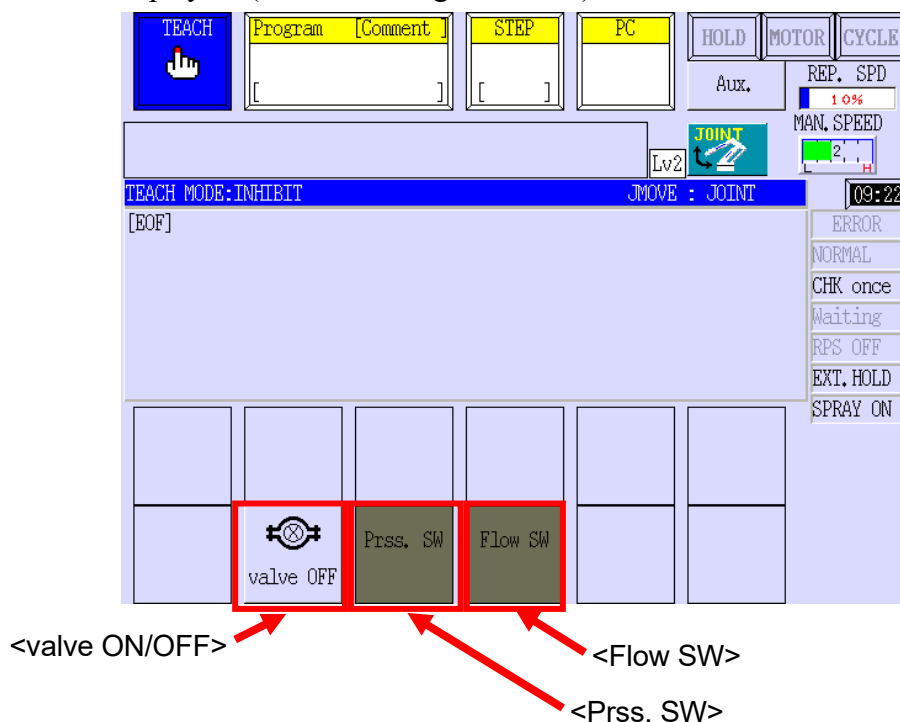 TEACH
Program [Comment ]
STEP
PC
HOLD
MOTOR
CYCLE
[ ]
[ ]
Aux.
REP. SPD
10%
MAN. SPEED
2
L H
JOINT
Lv2
TEACH MODE:INHIBIT JMOVE : JOINT
09:22
[EOF]
ERROR
NORMAL
CHK once
Waiting
RPS OFF
EXT. HOLD
SPRAY ON
valve OFF
Prss. SW
Flow SW
<valve ON/OFF>
<Flow SW>
<Prss. SW>